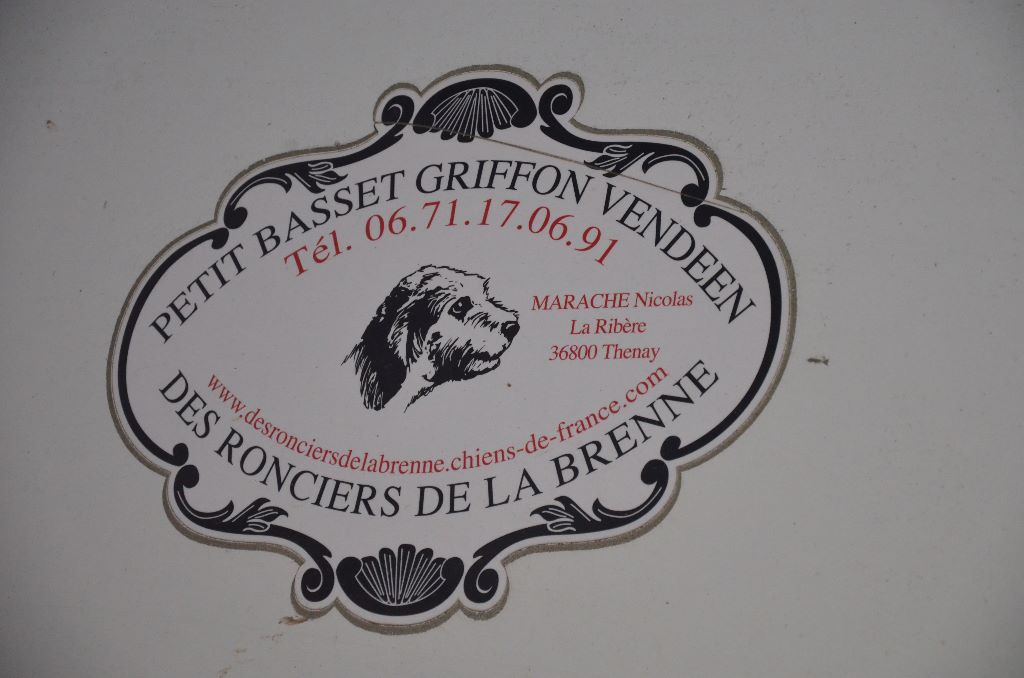 PETIT BASSET GRIFFON VENDEEN
Tél. 06.71.17.06.91
MARACHE Nicolas
La Ribère
36800 Thenay
www.desronciersdelabrenne.chiens-de-france.com
DES RONCIERS DE LA BRENNE